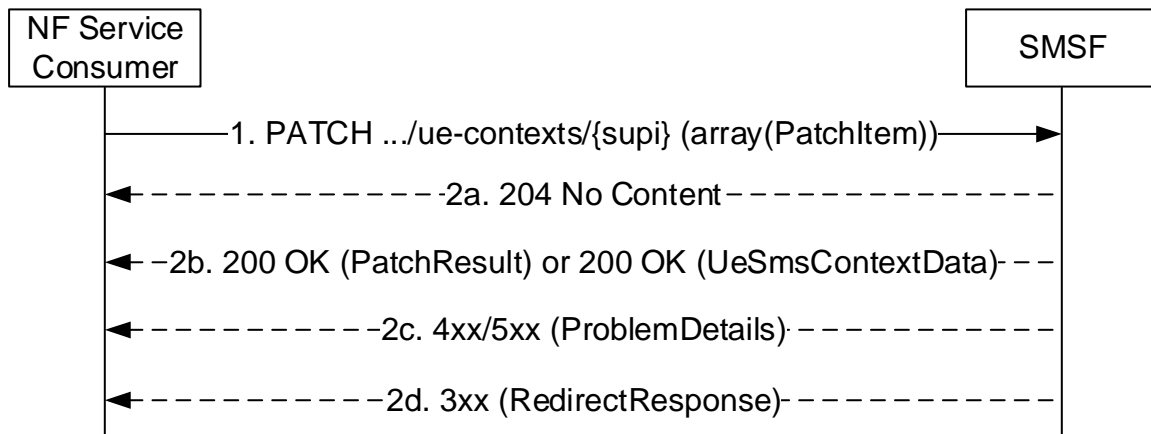 NF Service
Consumer
SMSF
1. PATCH .../ue-contexts/{supi} (array(PatchItem))
2a. 204 No Content
2b. 200 OK (PatchResult) or 200 OK (UeSmsContextData)
2c. 4xx/5xx (ProblemDetails)
2d. 3xx (RedirectResponse)